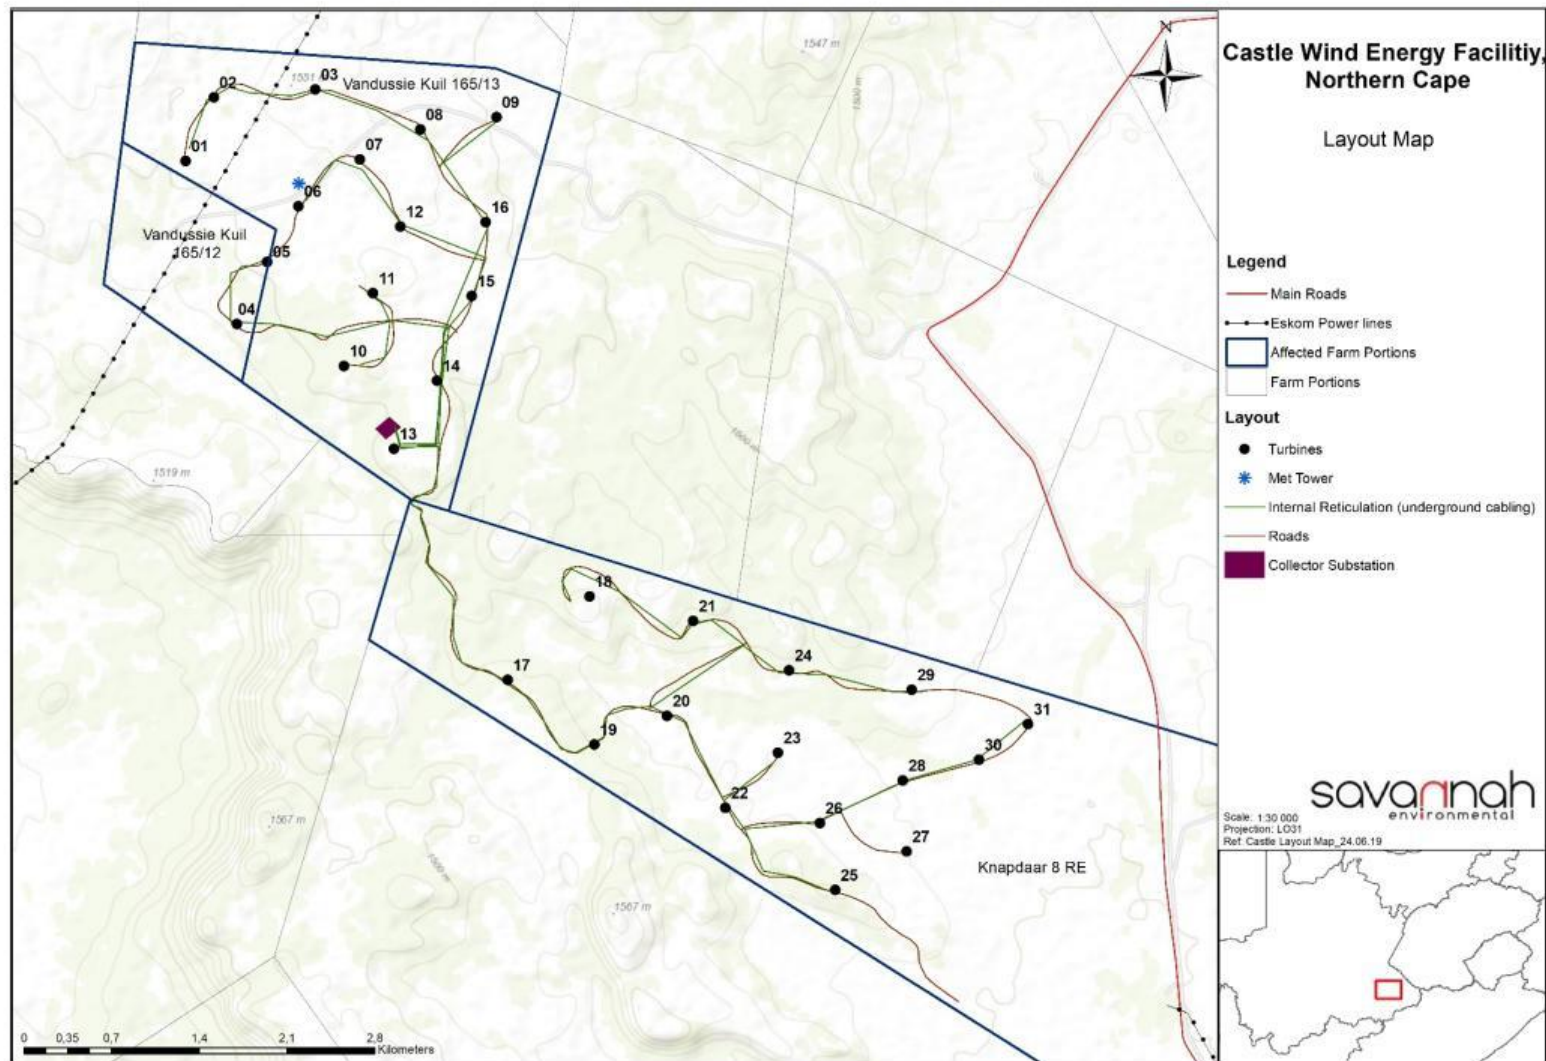 Castle Wind Energy Facilitiy,
Northern Cape
Layout Map
N
Legend
Main Roads
Eskom Power lines
Affected Farm Portions
Farm Portions
Layout
Turbines
Met Tower
Internal Reticulation (underground cabling)
Roads
Collector Substation
savannah
environmental
Scale: 1:30 000
Projection: LO31
Ref: Castle Layout Map_24.06.19
1547 m
1500 m
02
03
Vandussie Kuil 165/13
09
08
01
07
06
16
12
Vandussie Kuil
165/12
05
11
15
04
10
14
13
1500 m
1519 m
18
21
17
24
29
20
31
19
23
30
28
22
26
27
1567 m
1500 m
25
Knapdaar 8 RE
1567 m
0 0,35 0,7 1,4 2,1 2,8
Kilometers